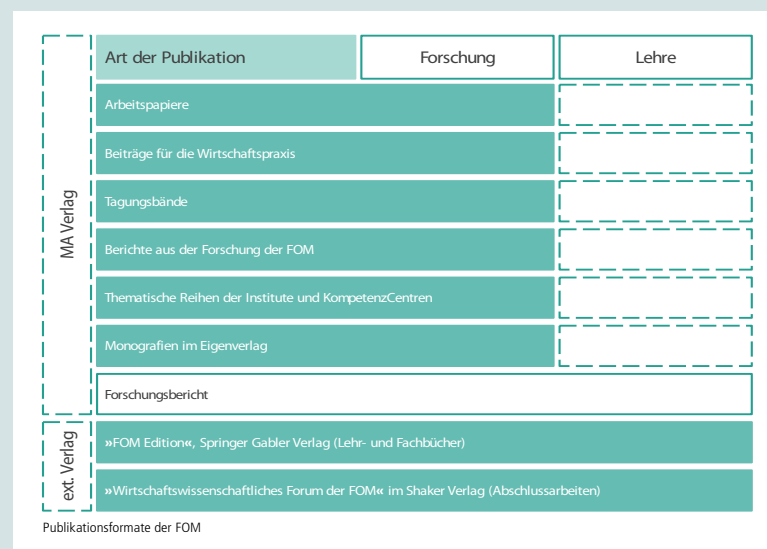 MA Verlag
Art der Publikation
Forschung
Lehre
Arbeitspapiere
Beiträge für die Wirtschaftspraxis
Tagungsbände
Berichte aus der Forschung der FOM
Thematische Reihen der Institute und KompetenzCentren
Monografien im Eigenverlag
Forschungsbericht
ext. Verlag
»FOM Edition«, Springer Gabler Verlag (Lehr- und Fachbücher)
»Wirtschaftswissenschaftliches Forum der FOM« im Shaker Verlag (Abschlussarbeiten)
Publikationsformate der FOM